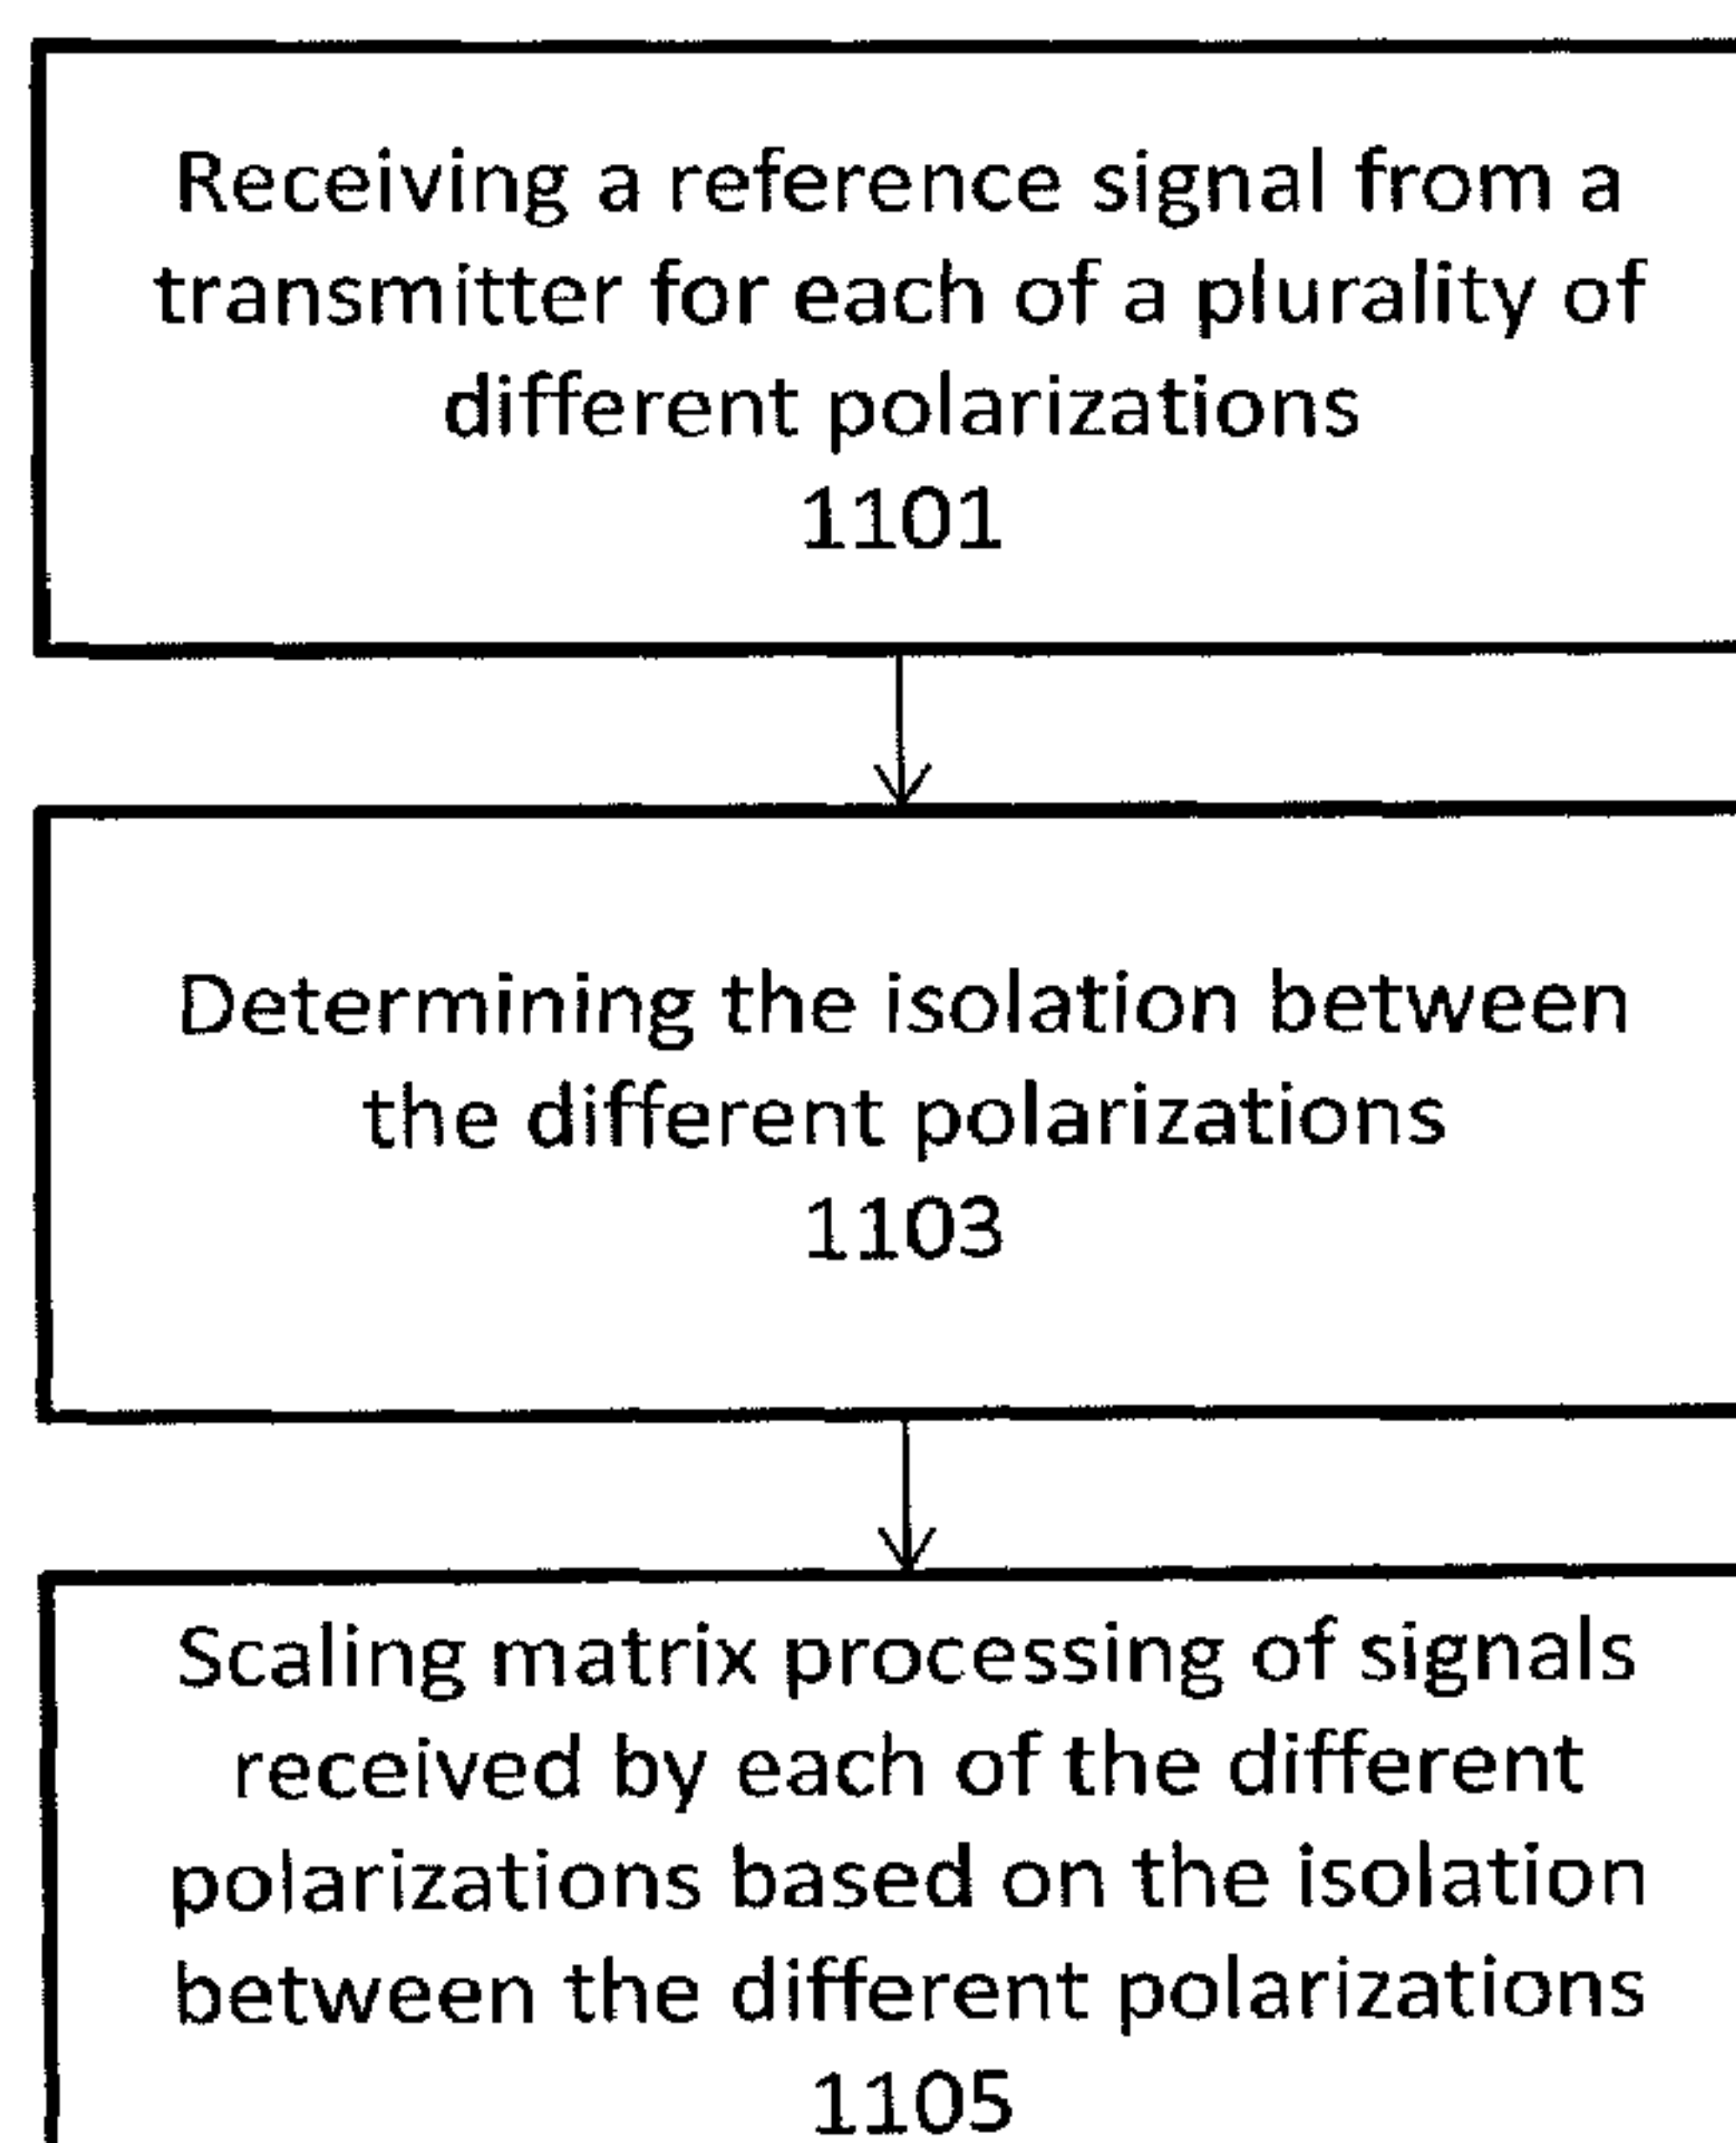 Receiving a reference signal from a
transmitter for each of a plurality of
different polarizations
1101
Determining the isolation between
the different polarizations
1103
Scaling matrix processing of signals
received by each of the different
polarizations based on the isolation
between the different polarizations
1105